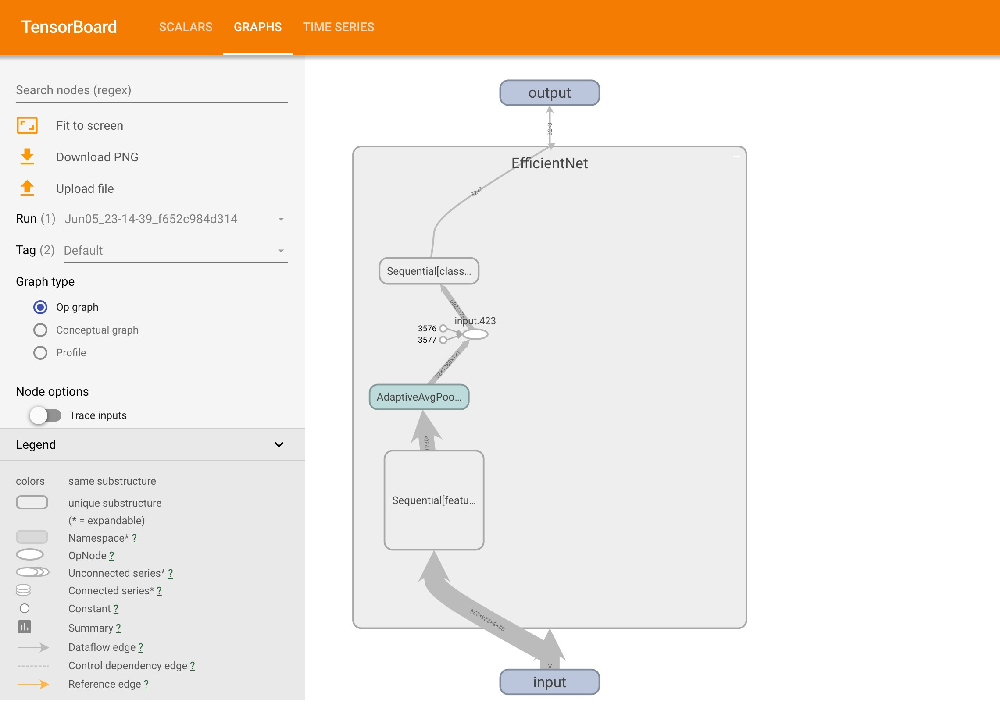 TensorBoard SCALARS GRAPHS TIME SERIES
Search nodes (regex)
Fit to screen
Download PNG
Upload file
Run (1) Jun05_23-14-39_f652c984d314
Tag (2) Default
Graph type
Op graph
Conceptual graph
Profile
Node options
Trace inputs
Legend
colors same substructure
unique substructure
(* = expandable)
Namespace* ?
OpNode ?
Unconnected series* ?
Connected series* ?
Constant ?
Summary ?
Dataflow edge ?
Control dependency edge ?
Reference edge ?
output
32×3
EfficientNet
32×3
Sequential[class...
32×1280
input.423
3576
3577
32×1280×1×1
AdaptiveAvgPoo...
1280×
Sequential[featu...
32×3×224×224
input